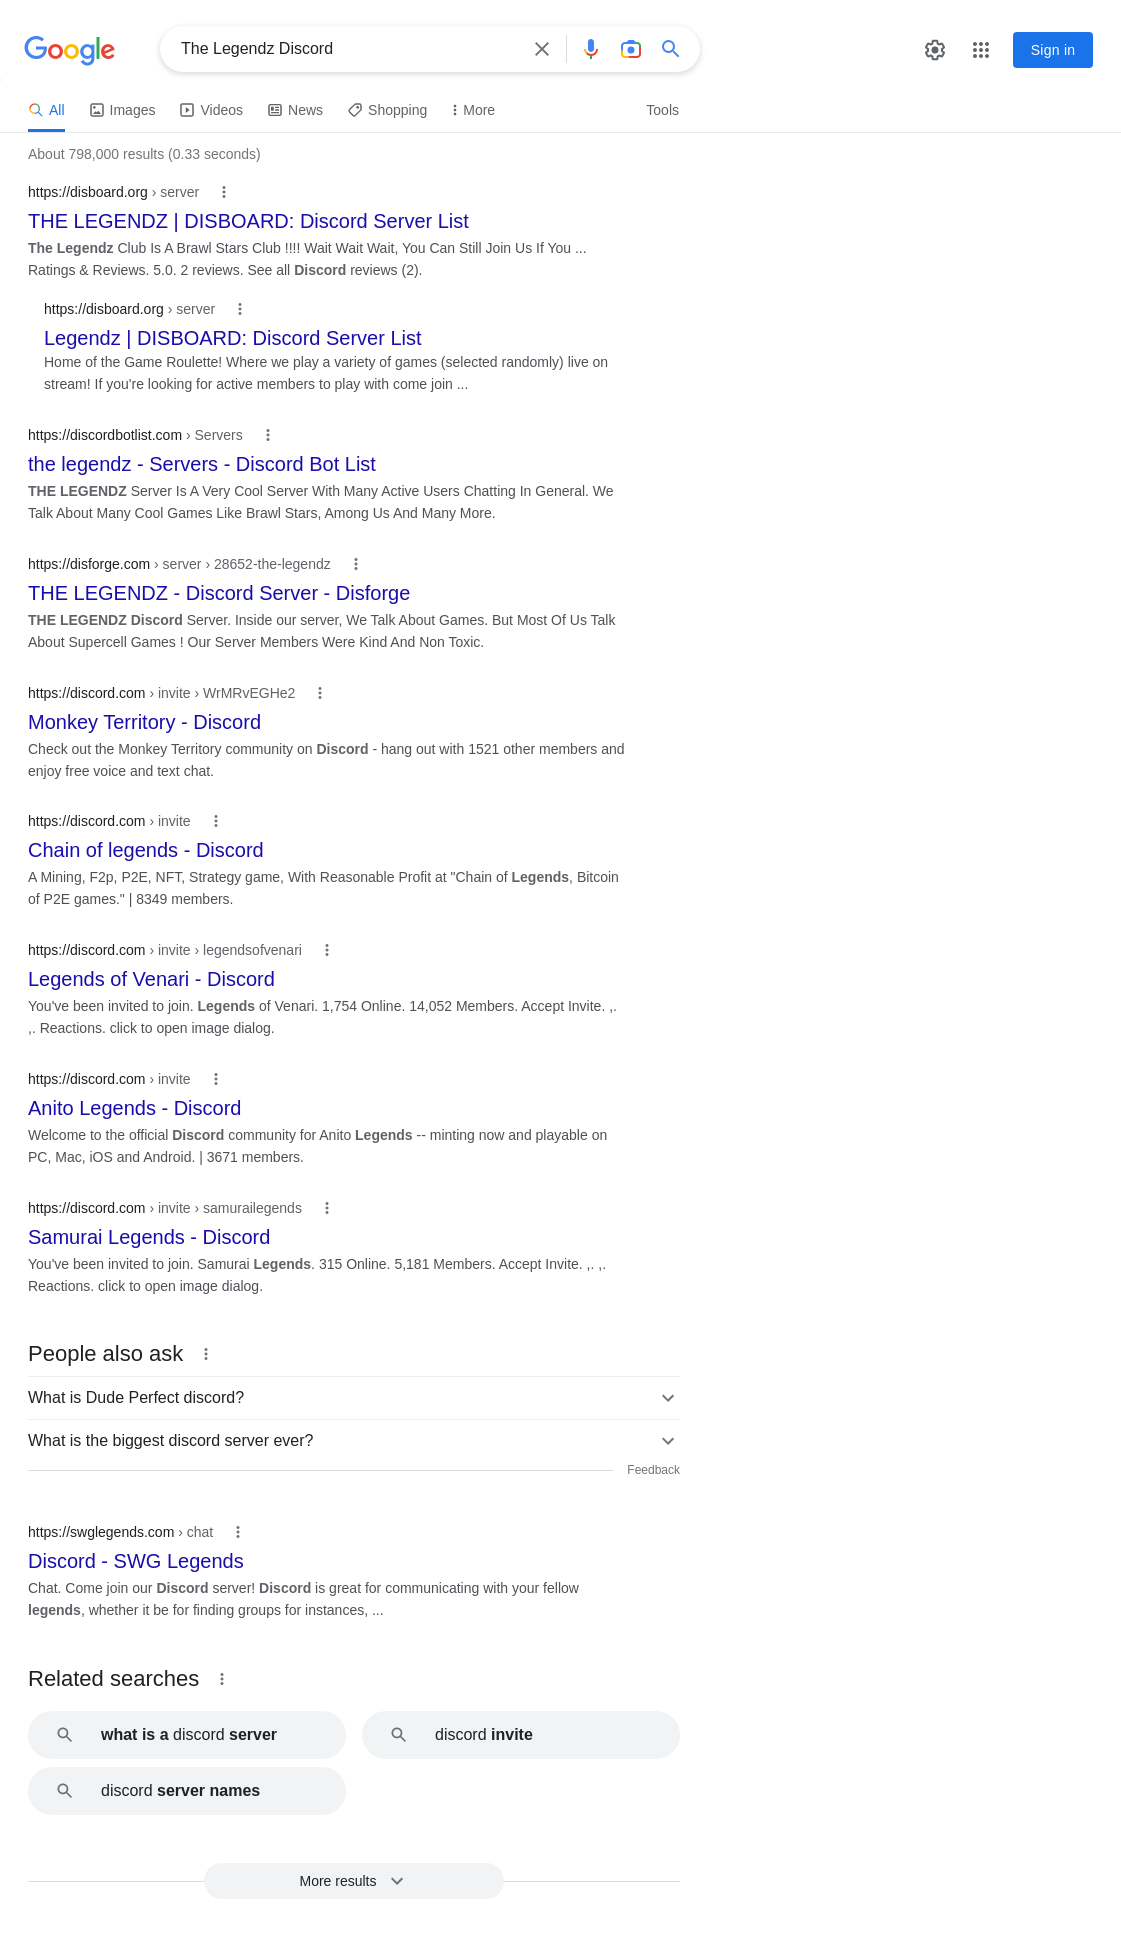 Google
The Legendz Discord
Sign in
All
Images
Videos
News
Shopping
More
Tools
About 798,000 results (0.33 seconds)
https://disboard.org › server
THE LEGENDZ | DISBOARD: Discord Server List
The Legendz Club Is A Brawl Stars Club !!!! Wait Wait Wait, You Can Still Join Us If You ...
Ratings & Reviews. 5.0. 2 reviews. See all Discord reviews (2).
https://disboard.org › server
Legendz | DISBOARD: Discord Server List
Home of the Game Roulette! Where we play a variety of games (selected randomly) live on
stream! If you're looking for active members to play with come join ...
https://discordbotlist.com › Servers
the legendz - Servers - Discord Bot List
THE LEGENDZ Server Is A Very Cool Server With Many Active Users Chatting In General. We
Talk About Many Cool Games Like Brawl Stars, Among Us And Many More.
https://disforge.com › server › 28652-the-legendz
THE LEGENDZ - Discord Server - Disforge
THE LEGENDZ Discord Server. Inside our server, We Talk About Games. But Most Of Us Talk
About Supercell Games ! Our Server Members Were Kind And Non Toxic.
https://discord.com › invite › WrMRvEGHe2
Monkey Territory - Discord
Check out the Monkey Territory community on Discord - hang out with 1521 other members and
enjoy free voice and text chat.
https://discord.com › invite
Chain of legends - Discord
A Mining, F2p, P2E, NFT, Strategy game, With Reasonable Profit at "Chain of Legends, Bitcoin
of P2E games." | 8349 members.
https://discord.com › invite › legendsofvenari
Legends of Venari - Discord
You've been invited to join. Legends of Venari. 1,754 Online. 14,052 Members. Accept Invite. ,.
,. Reactions. click to open image dialog.
https://discord.com › invite
Anito Legends - Discord
Welcome to the official Discord community for Anito Legends -- minting now and playable on
PC, Mac, iOS and Android. | 3671 members.
https://discord.com › invite › samurailegends
Samurai Legends - Discord
You've been invited to join. Samurai Legends. 315 Online. 5,181 Members. Accept Invite. ,. ,.
Reactions. click to open image dialog.
People also ask
What is Dude Perfect discord?
What is the biggest discord server ever?
Feedback
https://swglegends.com › chat
Discord - SWG Legends
Chat. Come join our Discord server! Discord is great for communicating with your fellow
legends, whether it be for finding groups for instances, ...
Related searches
what is a discord server
discord invite
discord server names
More results